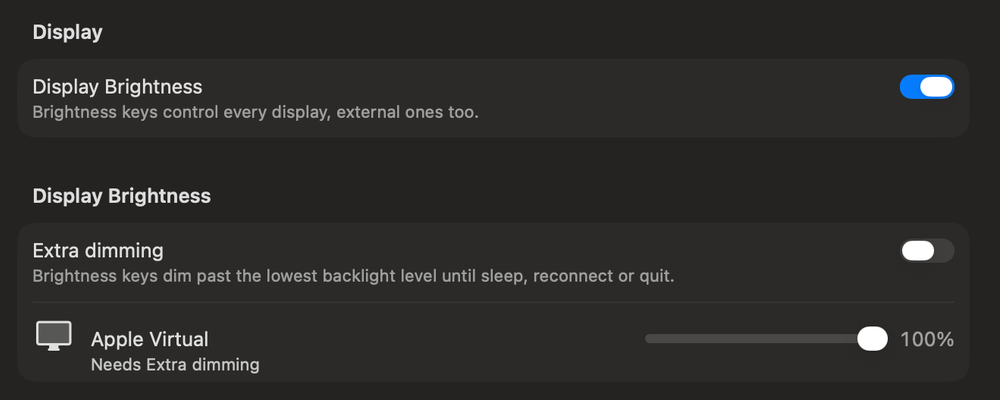 Display
Display Brightness
Brightness keys control every display, external ones too.
Display Brightness
Extra dimming
Brightness keys dim past the lowest backlight level until sleep, reconnect or quit.
Apple Virtual
100%
Needs Extra dimming